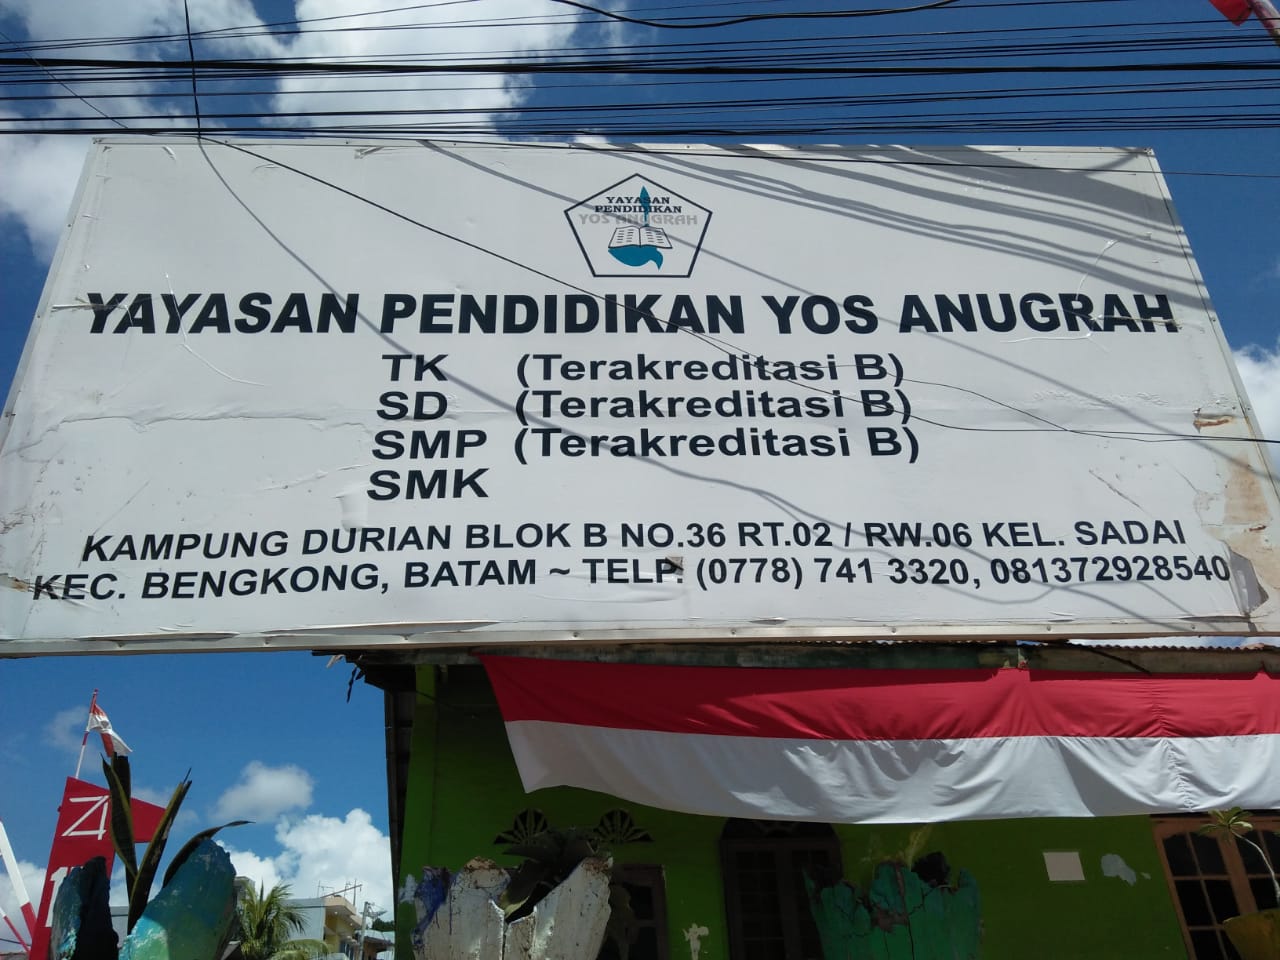 YAYASAN
PENDIDIKAN
YOS ANUGRAH
YAYASAN PENDIDIKAN YOS ANUGRAH
TK (Terakreditasi B)
SD (Terakreditasi B)
SMP (Terakreditasi B)
SMK
KAMPUNG DURIAN BLOK B NO.36 RT.02 / RW.06 KEL. SADAI
KEC. BENGKONG, BATAM ~ TELP. (0778) 741 3320, 081372928540